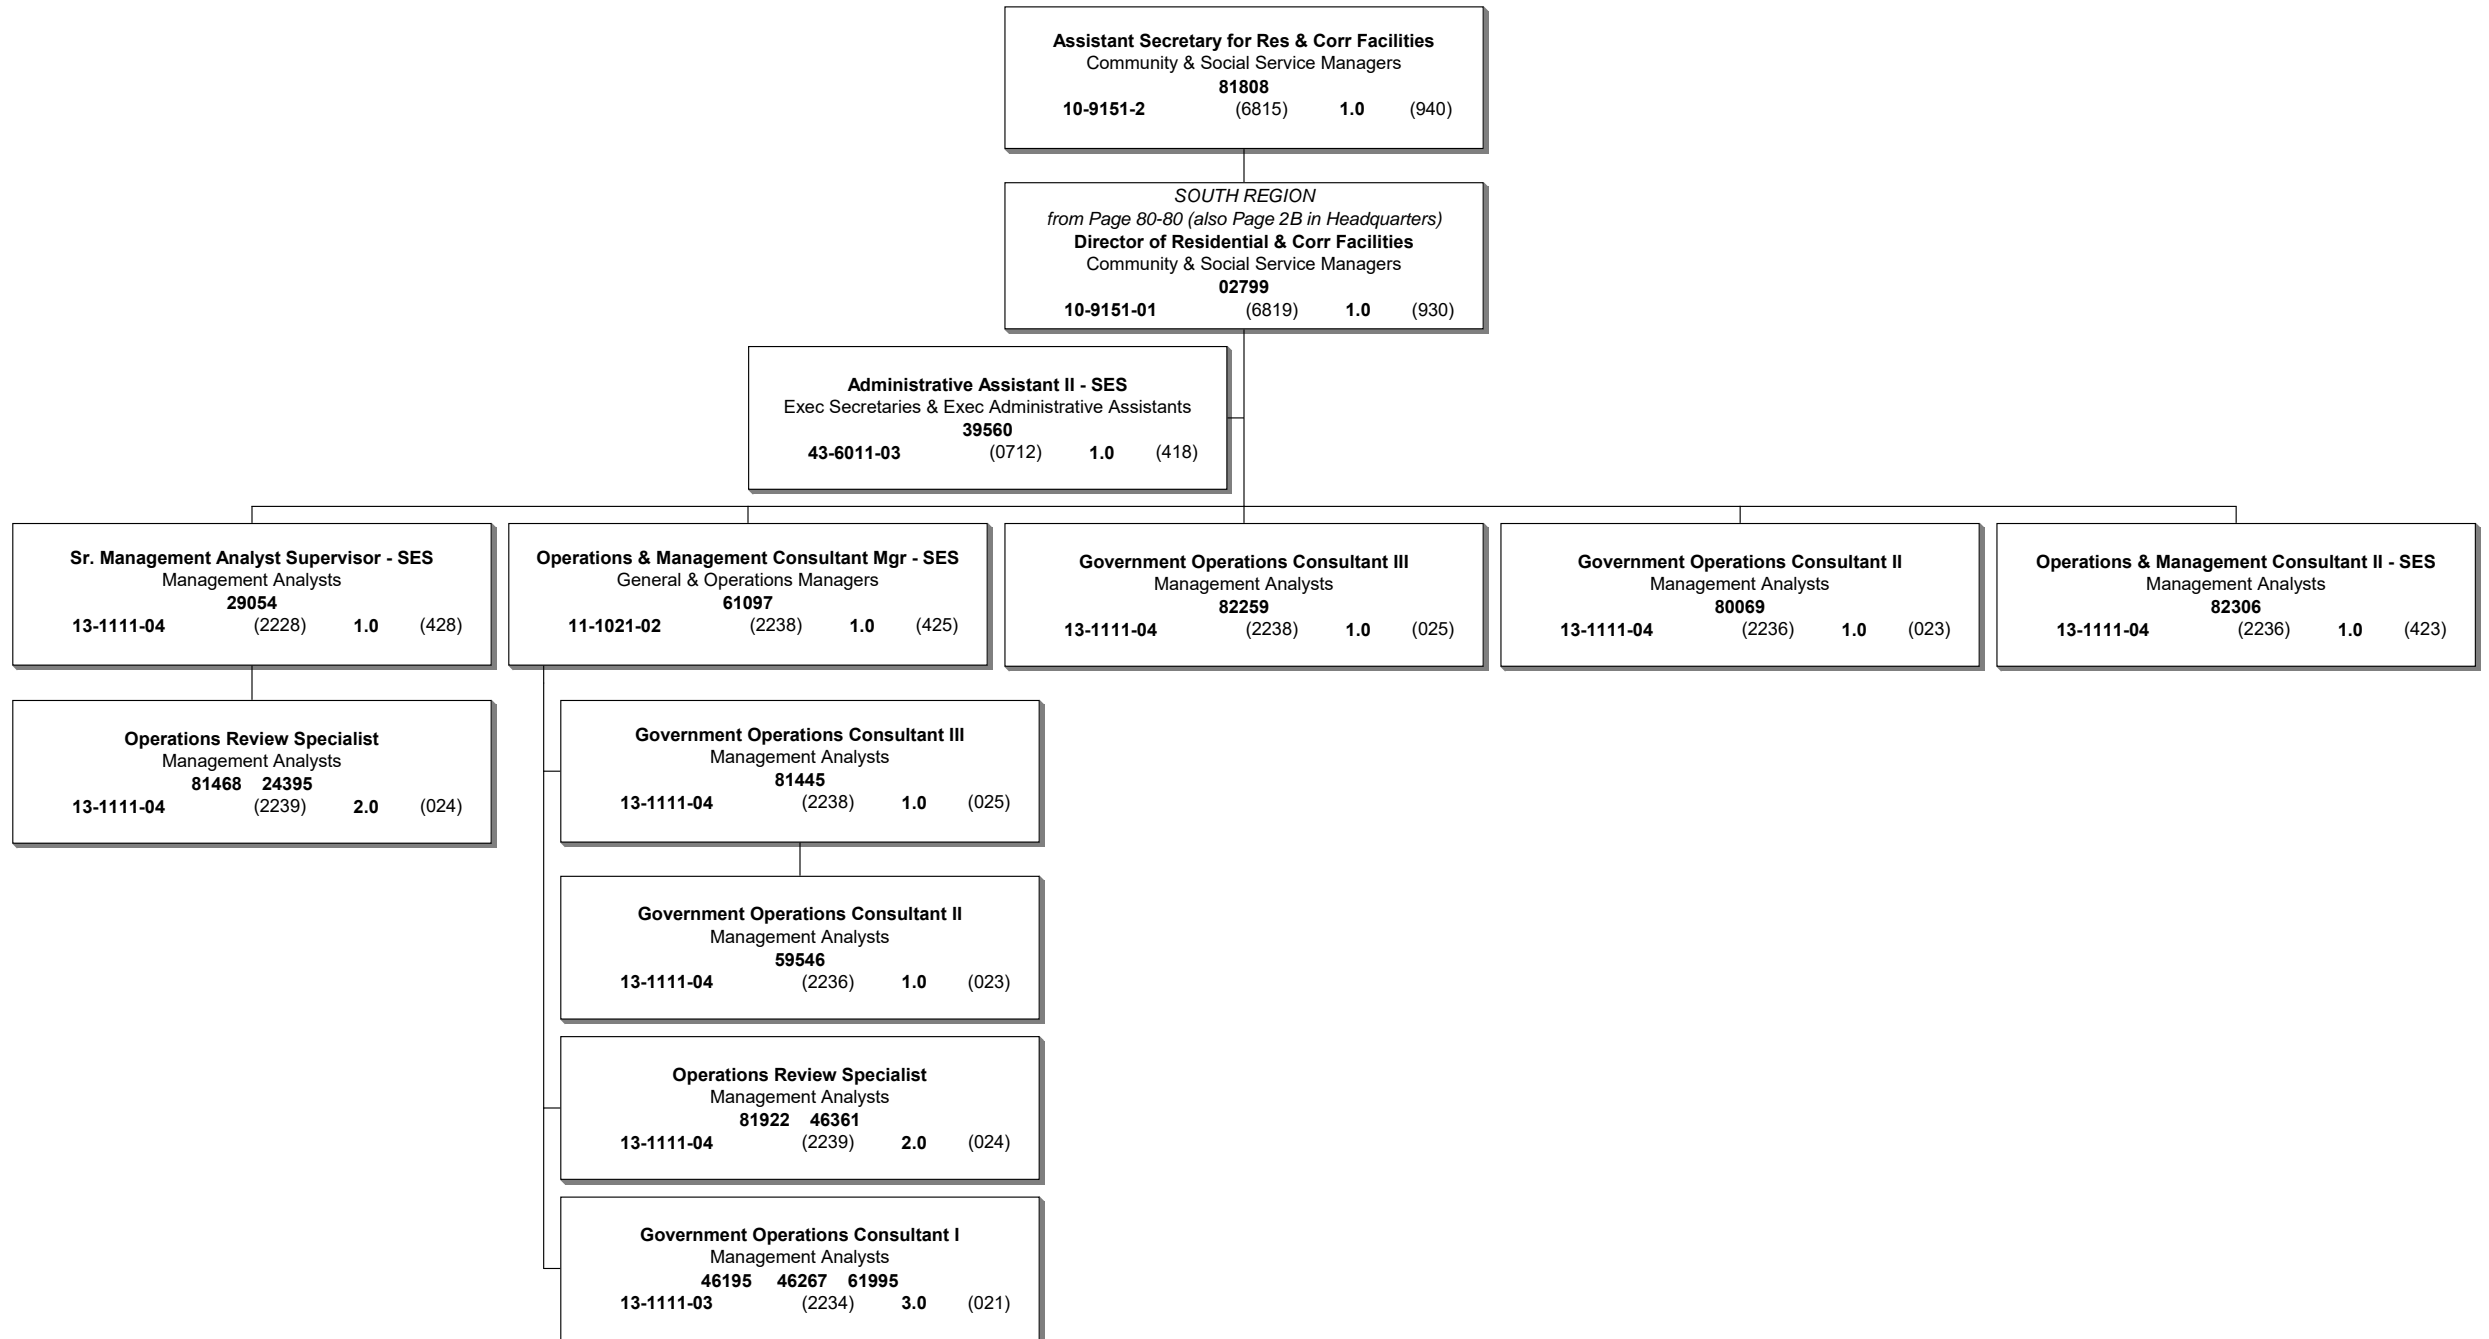 Assistant Secretary for Res & Corr Facilities
Community & Social Service Managers
81808
10-9151-2 (6815) 1.0 (940)
SOUTH REGION
from Page 80-80 (also Page 2B in Headquarters)
Director of Residential & Corr Facilities
Community & Social Service Managers
02799
10-9151-01 (6819) 1.0 (930)
Administrative Assistant II - SES
Exec Secretaries & Exec Administrative Assistants
39560
43-6011-03 (0712) 1.0 (418)
Sr. Management Analyst Supervisor - SES
Management Analysts
29054
13-1111-04 (2228) 1.0 (428)
Operations & Management Consultant Mgr - SES
General & Operations Managers
61097
11-1021-02 (2238) 1.0 (425)
Government Operations Consultant III
Management Analysts
82259
13-1111-04 (2238) 1.0 (025)
Government Operations Consultant II
Management Analysts
80069
13-1111-04 (2236) 1.0 (023)
Operations & Management Consultant II - SES
Management Analysts
82306
13-1111-04 (2236) 1.0 (423)
Operations Review Specialist
Management Analysts
81468 24395
13-1111-04 (2239) 2.0 (024)
Government Operations Consultant III
Management Analysts
81445
13-1111-04 (2238) 1.0 (025)
Government Operations Consultant II
Management Analysts
59546
13-1111-04 (2236) 1.0 (023)
Operations Review Specialist
Management Analysts
81922 46361
13-1111-04 (2239) 2.0 (024)
Government Operations Consultant I
Management Analysts
46195 46267 61995
13-1111-03 (2234) 3.0 (021)